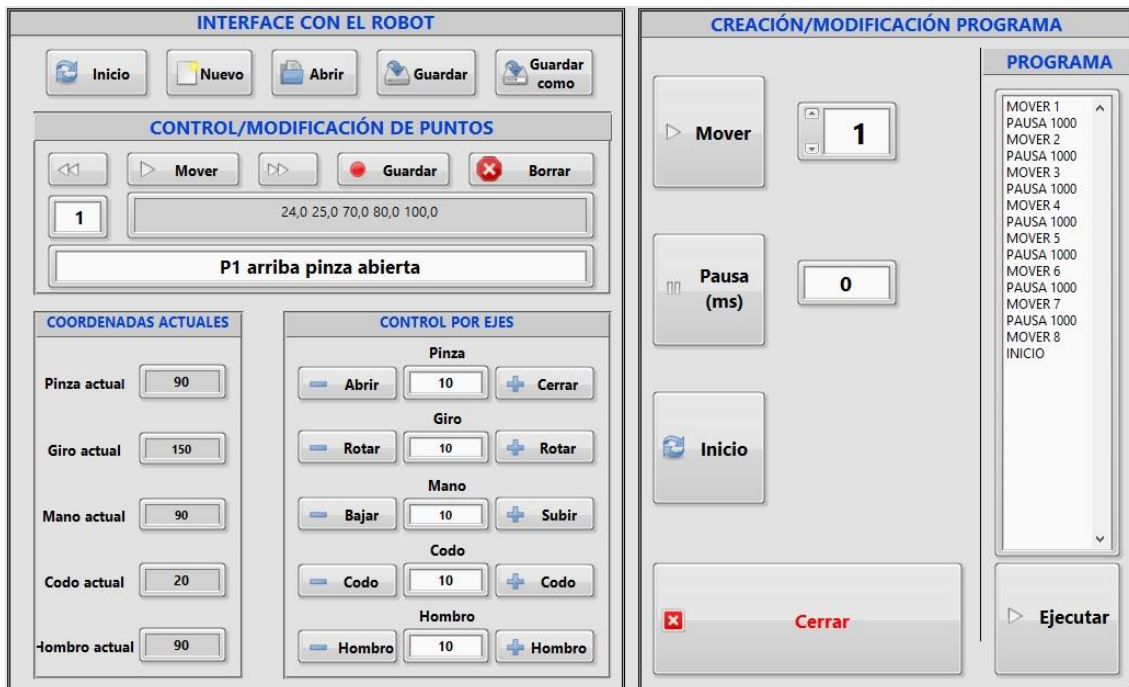 INTERFACE CON EL ROBOT
Inicio
Nuevo
Abrir
Guardar
Guardar
como
CONTROL/MODIFICACIÓN DE PUNTOS
Mover
Guardar
Borrar
1
24,0 25,0 70,0 80,0 100,0
P1 arriba pinza abierta
COORDENADAS ACTUALES
Pinza actual 90
Giro actual 150
Mano actual 90
Codo actual 20
Hombro actual 90
CONTROL POR EJES
Pinza
Abrir 10 Cerrar
Giro
Rotar 10 Rotar
Mano
Bajar 10 Subir
Codo
Codo 10 Codo
Hombro
Hombro 10 Hombro
CREACIÓN/MODIFICACIÓN PROGRAMA
Mover 1
Pausa
(ms)
0
Inicio
Cerrar
PROGRAMA
MOVER 1
PAUSA 1000
MOVER 2
PAUSA 1000
MOVER 3
PAUSA 1000
MOVER 4
PAUSA 1000
MOVER 5
PAUSA 1000
MOVER 6
PAUSA 1000
MOVER 7
PAUSA 1000
MOVER 8
INICIO
Ejecutar